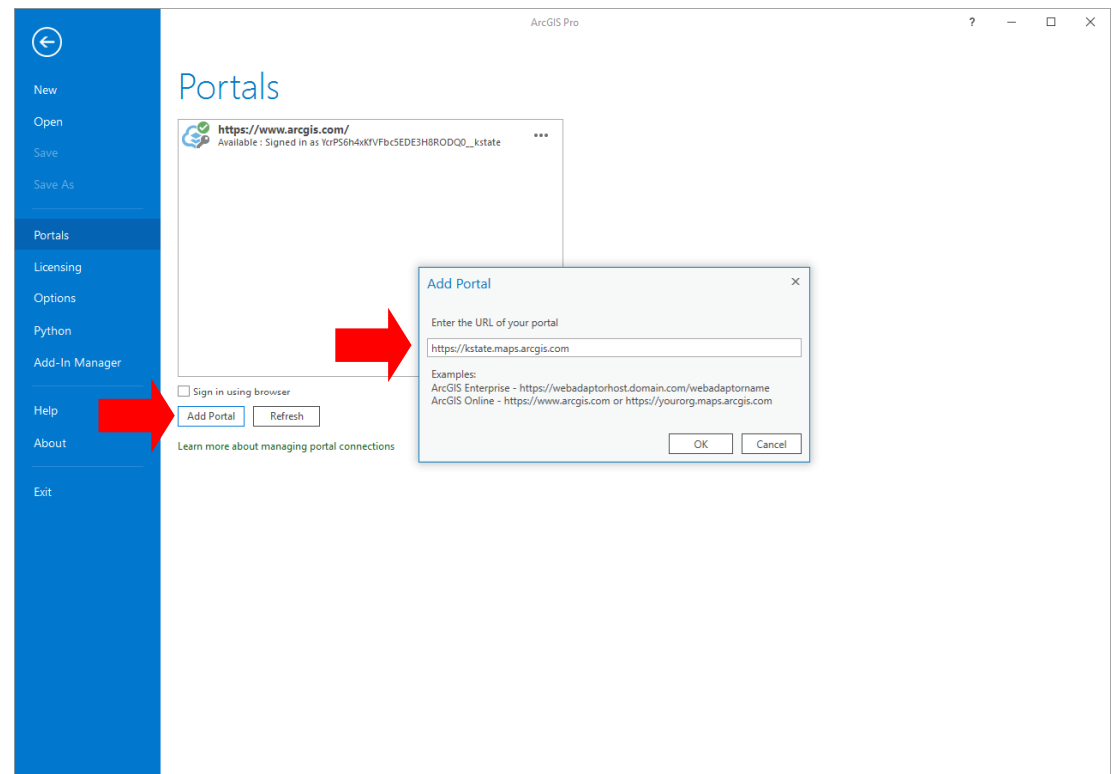 ArcGIS Pro
?
New
Open
Save
Save As
Portals
Licensing
Options
Python
Add-In Manager
Help
About
Exit
Portals
https://www.arcgis.com/
Available : Signed in as YcrPS6h4xKfVFbc5EDE3H8RODQ0__kstate
Sign in using browser
Add Portal
Refresh
Learn more about managing portal connections
Add Portal
Enter the URL of your portal
https://kstate.maps.arcgis.com
Examples:
ArcGIS Enterprise - https://webadaptorhost.domain.com/webadaptorname
ArcGIS Online - https://www.arcgis.com or https://yourorg.maps.arcgis.com
OK
Cancel